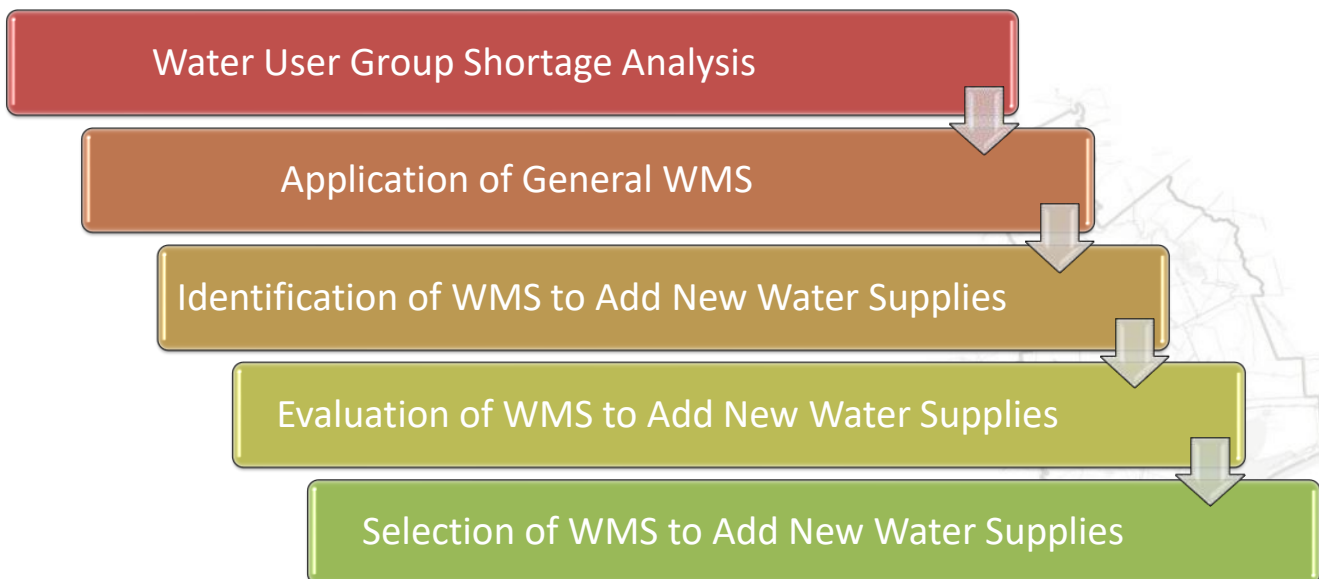 Water User Group Shortage Analysis
Application of General WMS
Identification of WMS to Add New Water Supplies
Evaluation of WMS to Add New Water Supplies
Selection of WMS to Add New Water Supplies